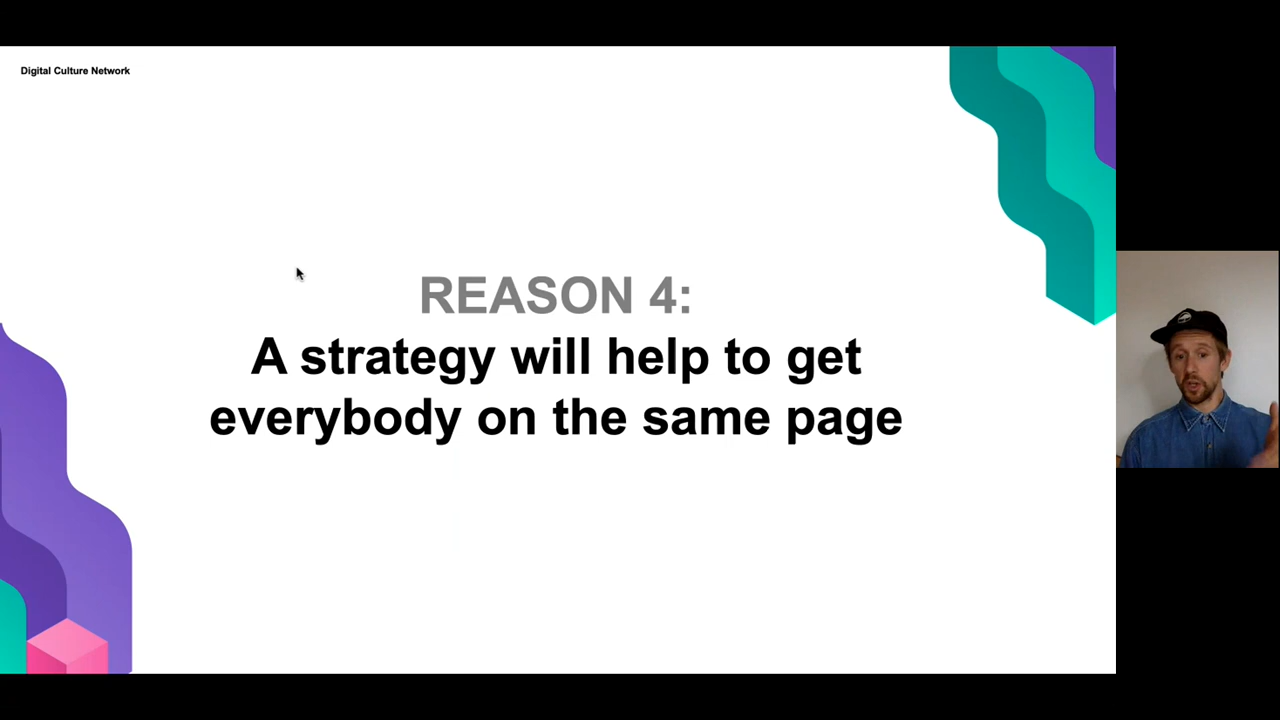 Digital Culture Network
REASON 4:
A strategy will help to get
everybody on the same page